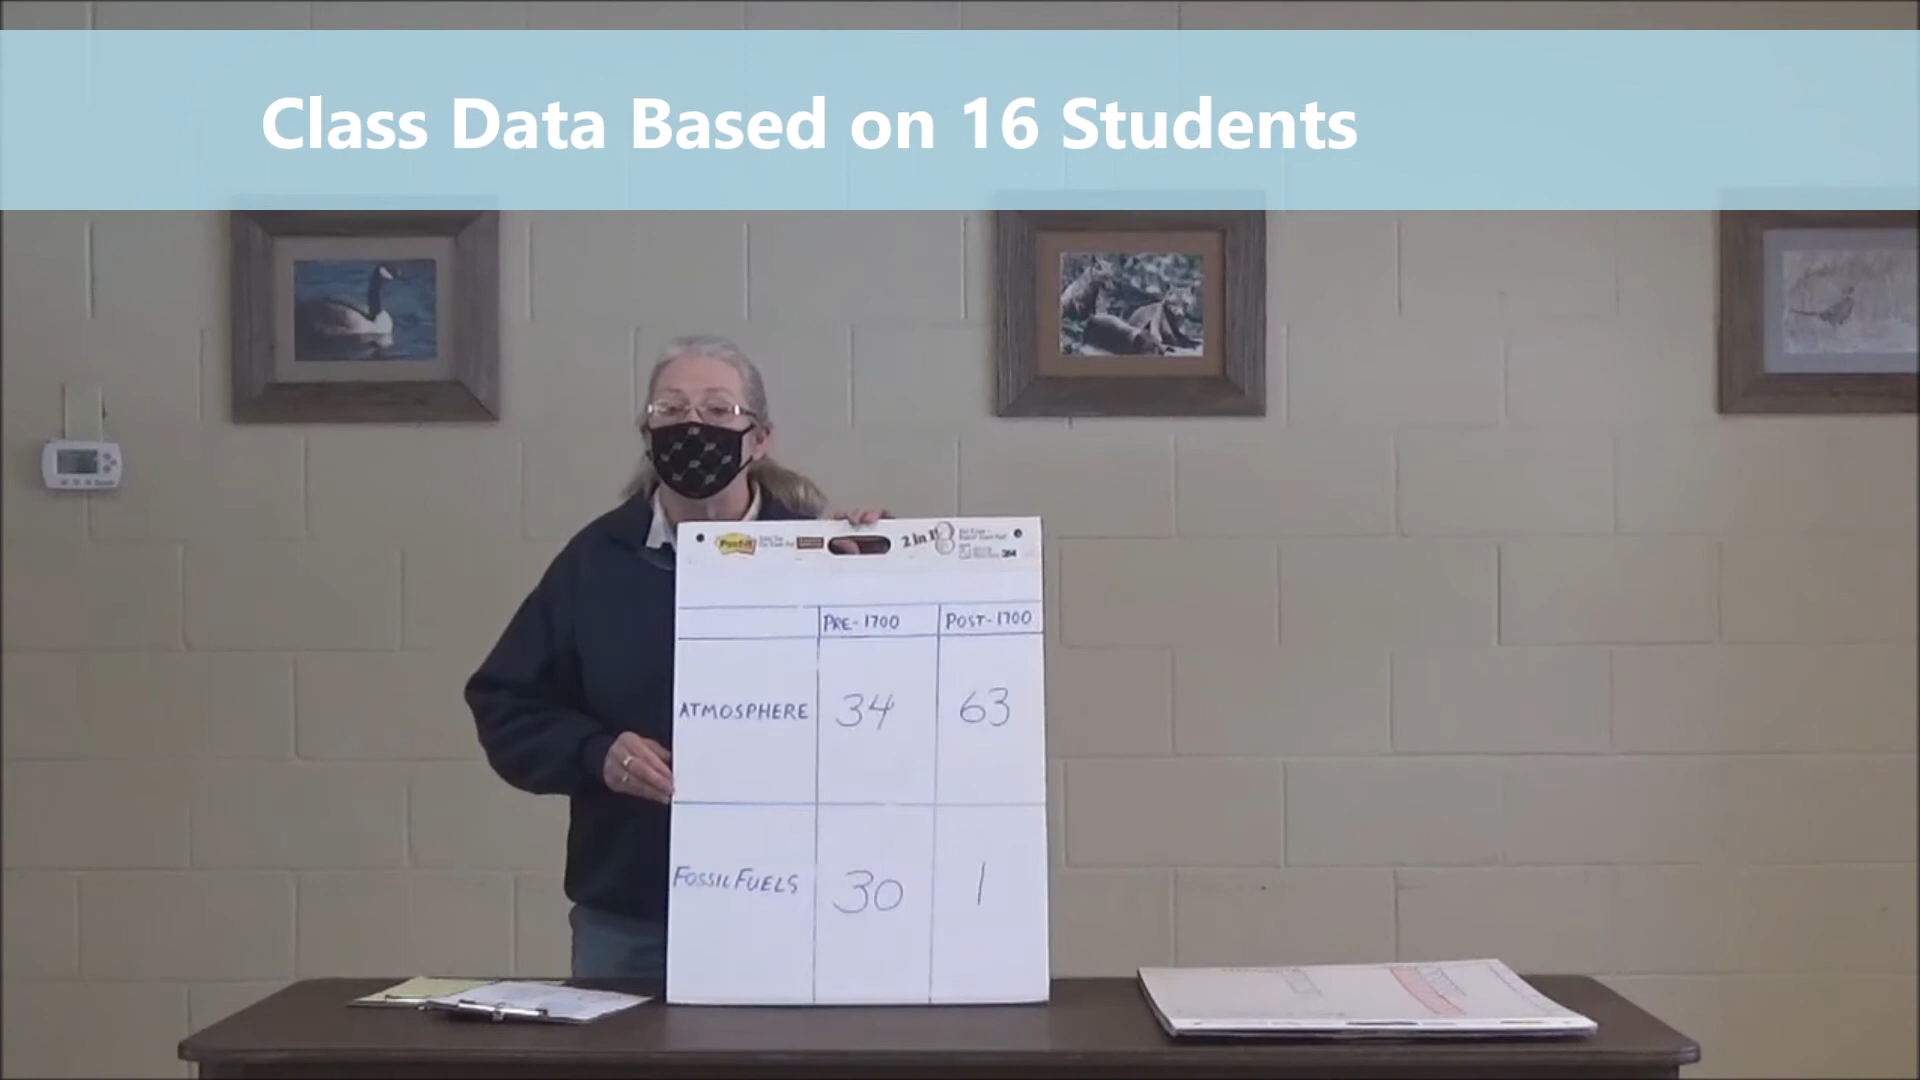 Class Data Based on 16 Students
Post-it
2 in 1!
3M
PRE-1700 POST-1700
ATMOSPHERE 34 63
FOSSIL FUELS 30 1